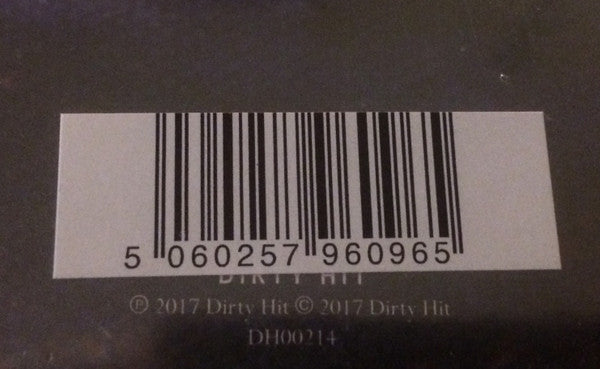 5 060257 960965
DIRTY HIT
℗ 2017 Dirty Hit © 2017 Dirty Hit
DH00214